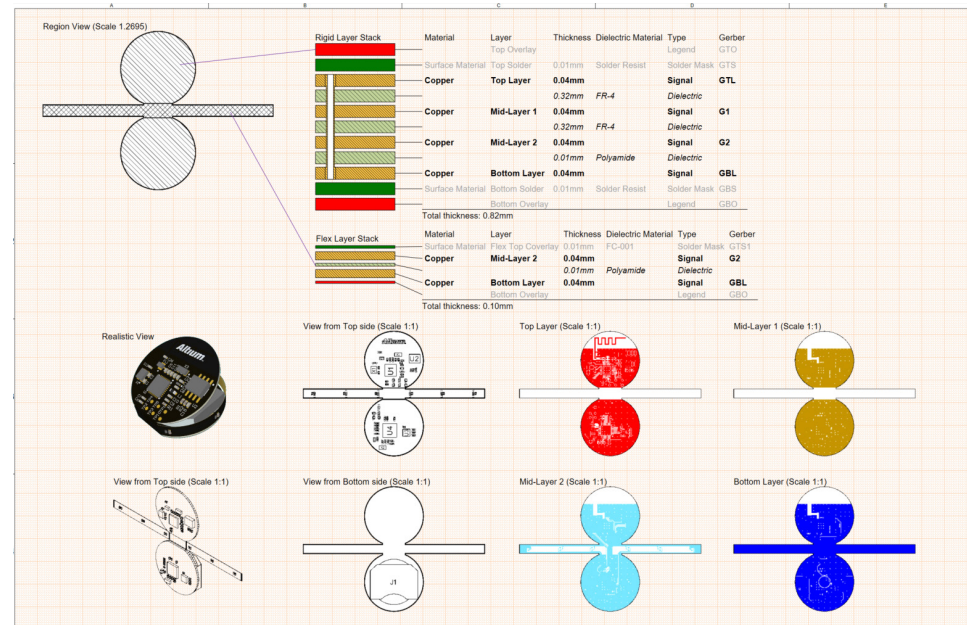 A B C D E
Region View (Scale 1.2695)
Rigid Layer Stack
Material Layer Thickness Dielectric Material Type Gerber
Top Overlay Legend GTO
Surface Material Top Solder 0.01mm Solder Resist Solder Mask GTS
Copper Top Layer 0.04mm Signal GTL
0.32mm FR-4 Dielectric
Copper Mid-Layer 1 0.04mm Signal G1
0.32mm FR-4 Dielectric
Copper Mid-Layer 2 0.04mm Signal G2
0.01mm Polyamide Dielectric
Copper Bottom Layer 0.04mm Signal GBL
Surface Material Bottom Solder 0.01mm Solder Resist Solder Mask GBS
Bottom Overlay Legend GBO
Total thickness: 0.82mm
Flex Layer Stack
Material Layer Thickness Dielectric Material Type Gerber
Surface Material Flex Top Coverlay 0.01mm FC-001 Solder Mask GTS1
Copper Mid-Layer 2 0.04mm Signal G2
0.01mm Polyamide Dielectric
Copper Bottom Layer 0.04mm Signal GBL
Bottom Overlay Legend GBO
Total thickness: 0.10mm
Realistic View
Altium
View from Top side (Scale 1:1)
Altium
U1
U2
U4
Top Layer (Scale 1:1)
Mid-Layer 1 (Scale 1:1)
View from Top side (Scale 1:1)
View from Bottom side (Scale 1:1)
J1
Mid-Layer 2 (Scale 1:1)
Bottom Layer (Scale 1:1)